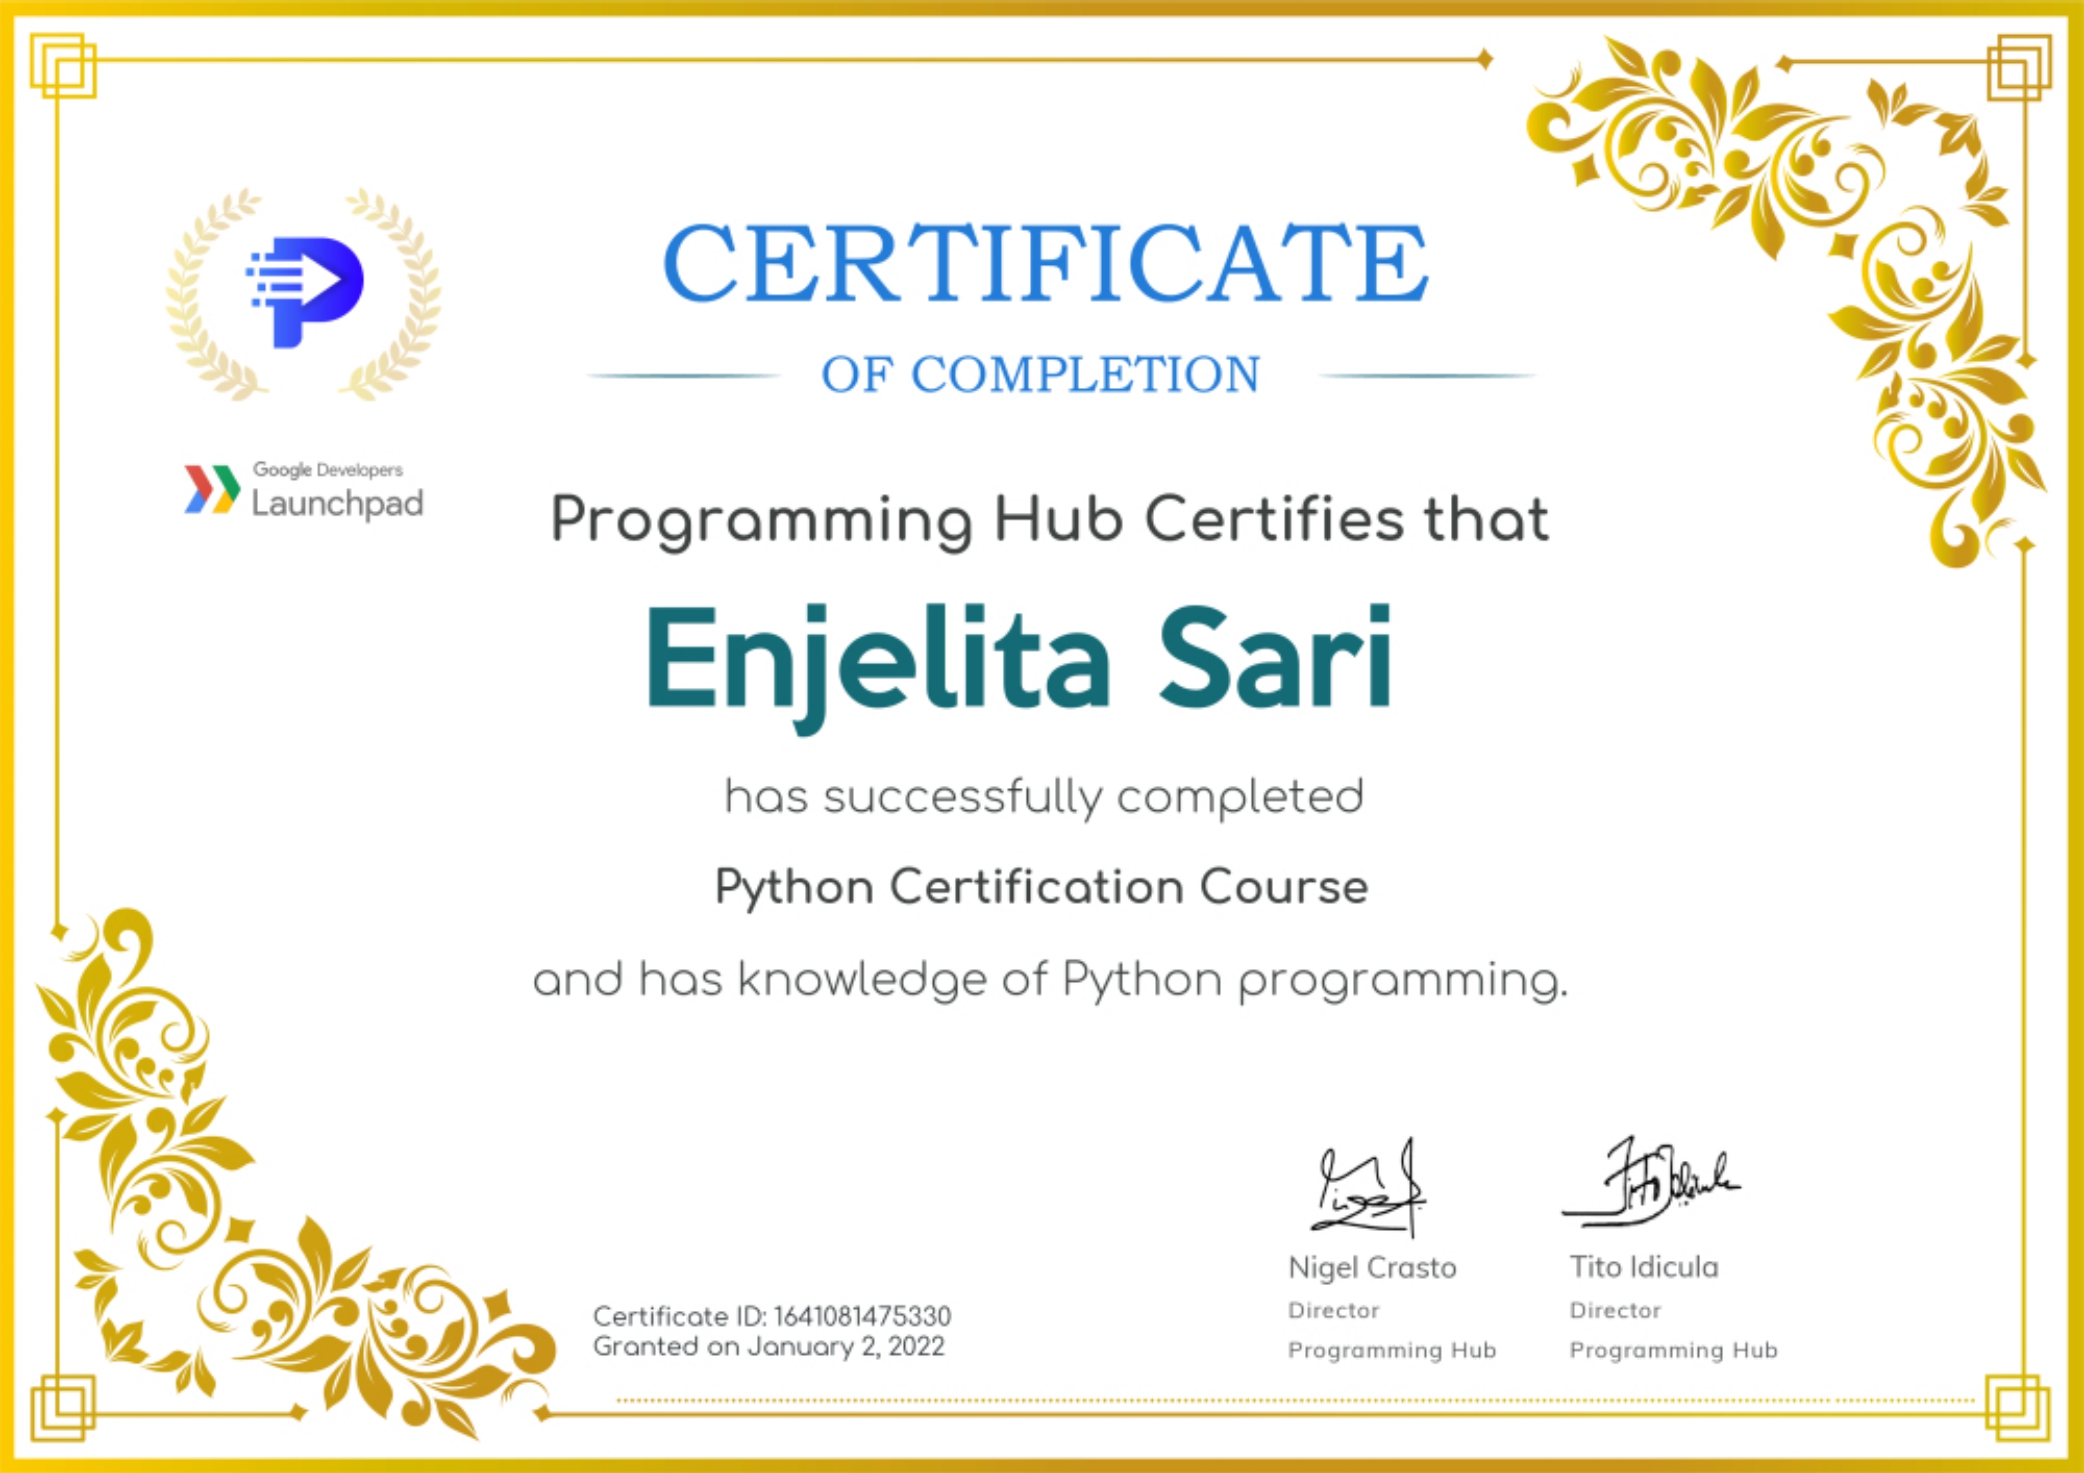 CERTIFICATE
OF COMPLETION
Google Developers
Launchpad
Programming Hub Certifies that
Enjelita Sari
has successfully completed
Python Certification Course
and has knowledge of Python programming.
Certificate ID: 1641081475330
Granted on January 2, 2022
Nigel Crasto
Director
Programming Hub
Tito Idicula
Director
Programming Hub